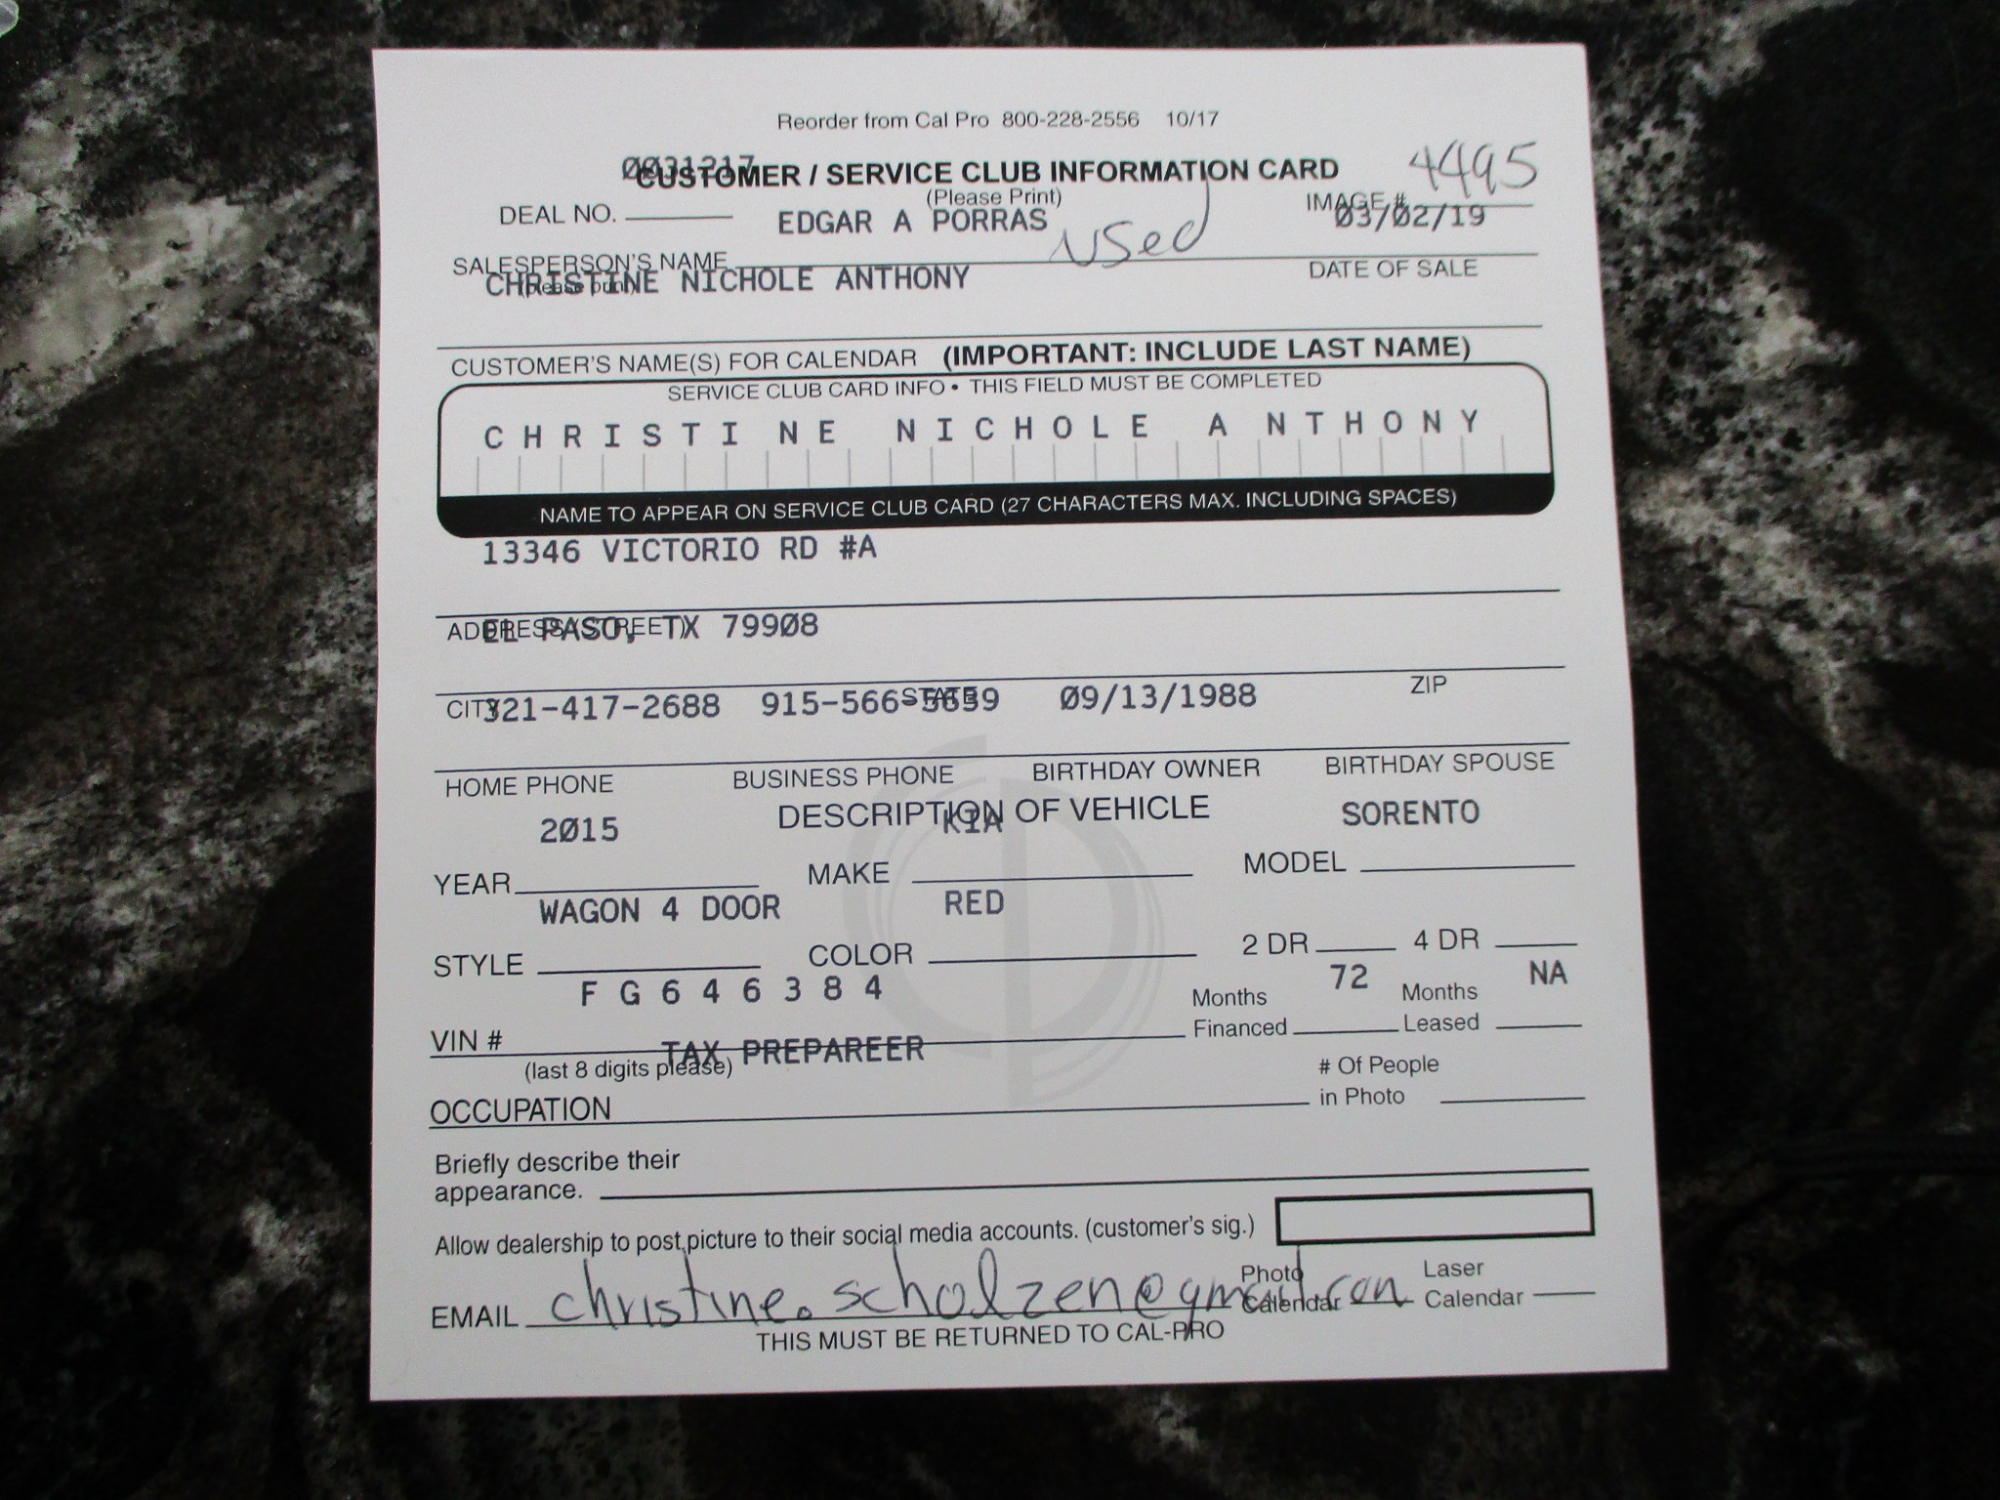 Reorder from Cal Pro 800-228-2556 10/17
0031217
CUSTOMER / SERVICE CLUB INFORMATION CARD
4495
(Please Print)
DEAL NO.
IMAGE #
EDGAR A PORRAS
Used
03/02/19
SALESPERSON'S NAME
(please print)
DATE OF SALE
CHRISTINE NICHOLE ANTHONY
CUSTOMER'S NAME(S) FOR CALENDAR (IMPORTANT: INCLUDE LAST NAME)
SERVICE CLUB CARD INFO • THIS FIELD MUST BE COMPLETED
CHRISTINE NICHOLE ANTHONY
NAME TO APPEAR ON SERVICE CLUB CARD (27 CHARACTERS MAX. INCLUDING SPACES)
13346 VICTORIO RD #A
ADDRESS (STREET)
EL PASO, TX 79908
CITY STATE ZIP
321-417-2688 915-566-5659 09/13/1988
HOME PHONE BUSINESS PHONE BIRTHDAY OWNER BIRTHDAY SPOUSE
DESCRIPTION OF VEHICLE
2015 KIA SORENTO
YEAR MAKE MODEL
WAGON 4 DOOR RED
STYLE COLOR 2 DR 4 DR
FG646384 72 NA
VIN # Months Financed Months Leased
(last 8 digits please)
TAX PREPAREER
OCCUPATION # Of People in Photo
Briefly describe their
appearance.
Allow dealership to post picture to their social media accounts. (customer's sig.)
EMAIL christine.scholzen@gmail.com Photo Calendar Laser Calendar
THIS MUST BE RETURNED TO CAL-PRO